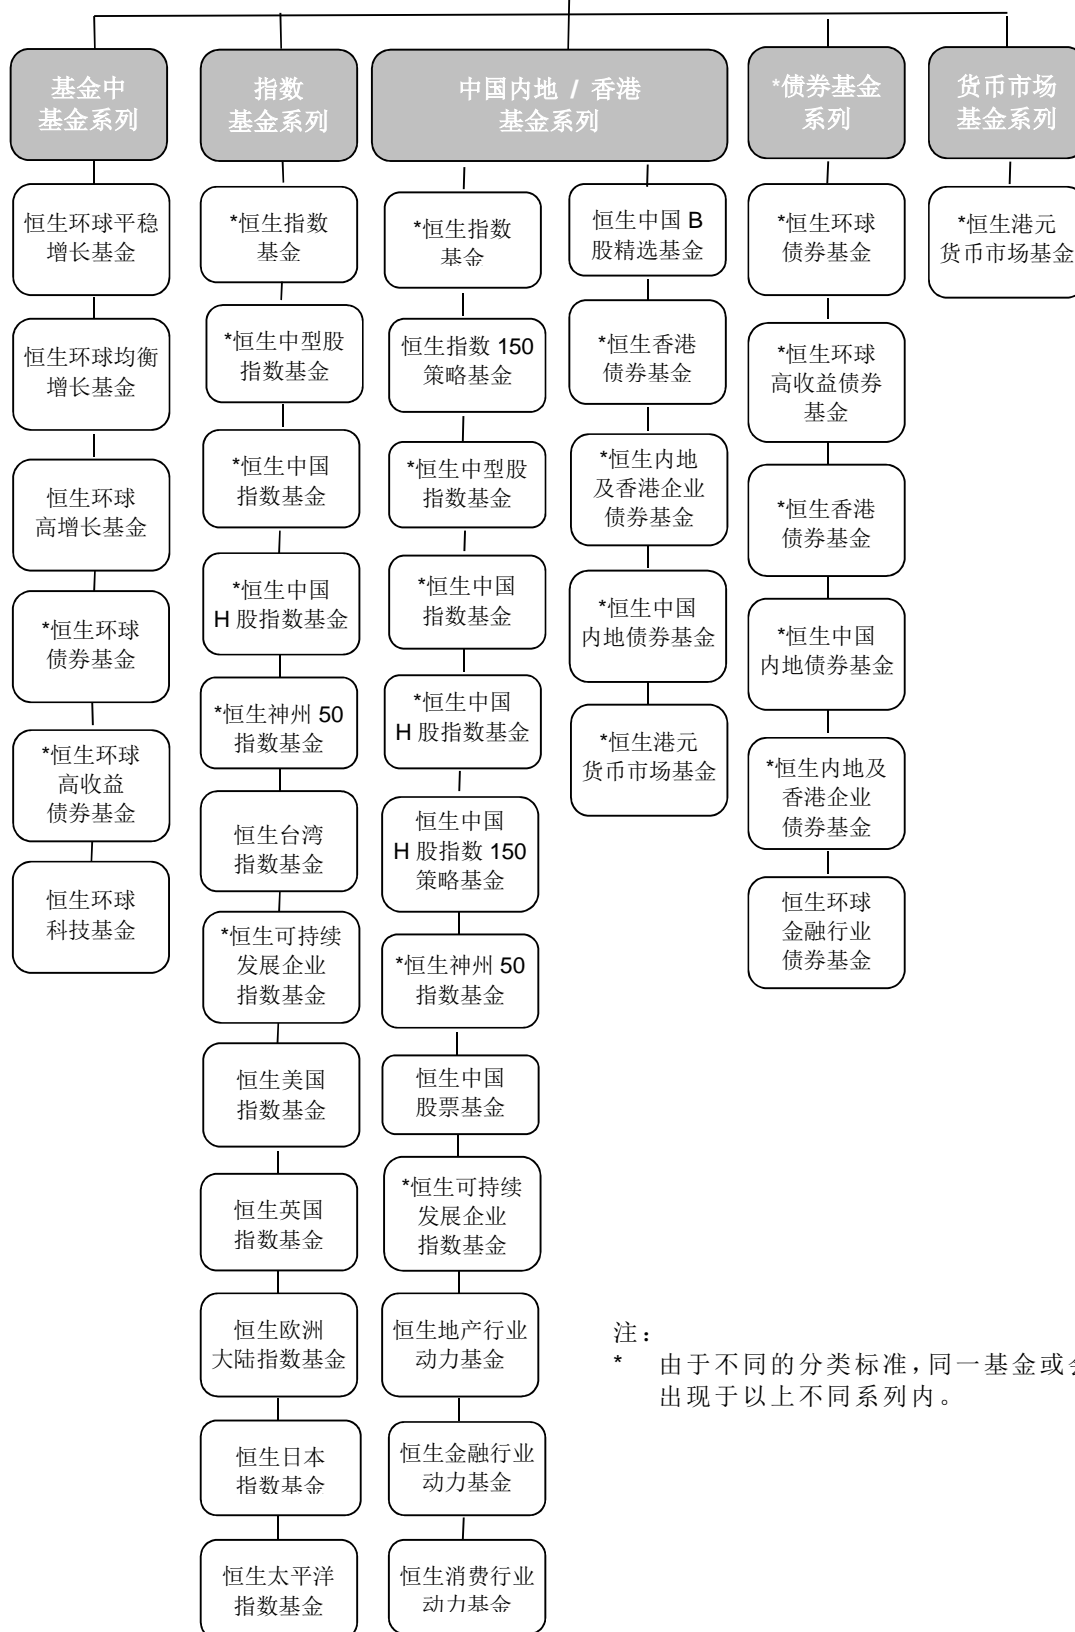 基金中
基金系列
指数
基金系列
中国内地 / 香港
基金系列
*债券基金
系列
货币市场
基金系列
恒生环球平稳
增长基金
恒生环球均衡
增长基金
恒生环球
高增长基金
*恒生环球
债券基金
*恒生环球
高收益
债券基金
恒生环球
科技基金
*恒生指数
基金
*恒生中型股
指数基金
*恒生中国
指数基金
*恒生中国
H 股指数基金
*恒生神州 50
指数基金
恒生台湾
指数基金
*恒生可持续
发展企业
指数基金
恒生美国
指数基金
恒生英国
指数基金
恒生欧洲
大陆指数基金
恒生日本
指数基金
恒生太平洋
指数基金
*恒生指数
基金
恒生指数 150
策略基金
*恒生中型股
指数基金
*恒生中国
指数基金
*恒生中国
H 股指数基金
恒生中国
H 股指数 150
策略基金
*恒生神州 50
指数基金
恒生中国
股票基金
*恒生可持续
发展企业
指数基金
恒生地产行业
动力基金
恒生金融行业
动力基金
恒生消费行业
动力基金
恒生中国 B
股精选基金
*恒生香港
债券基金
*恒生内地
及香港企业
债券基金
*恒生中国
内地债券基金
*恒生港元
货币市场基金
*恒生环球
债券基金
*恒生环球
高收益债券
基金
*恒生香港
债券基金
*恒生中国
内地债券基金
*恒生内地及
香港企业
债券基金
恒生环球
金融行业
债券基金
*恒生港元
货币市场基金
注：
* 由于不同的分类标准，同一基金或会
出现于以上不同系列内。